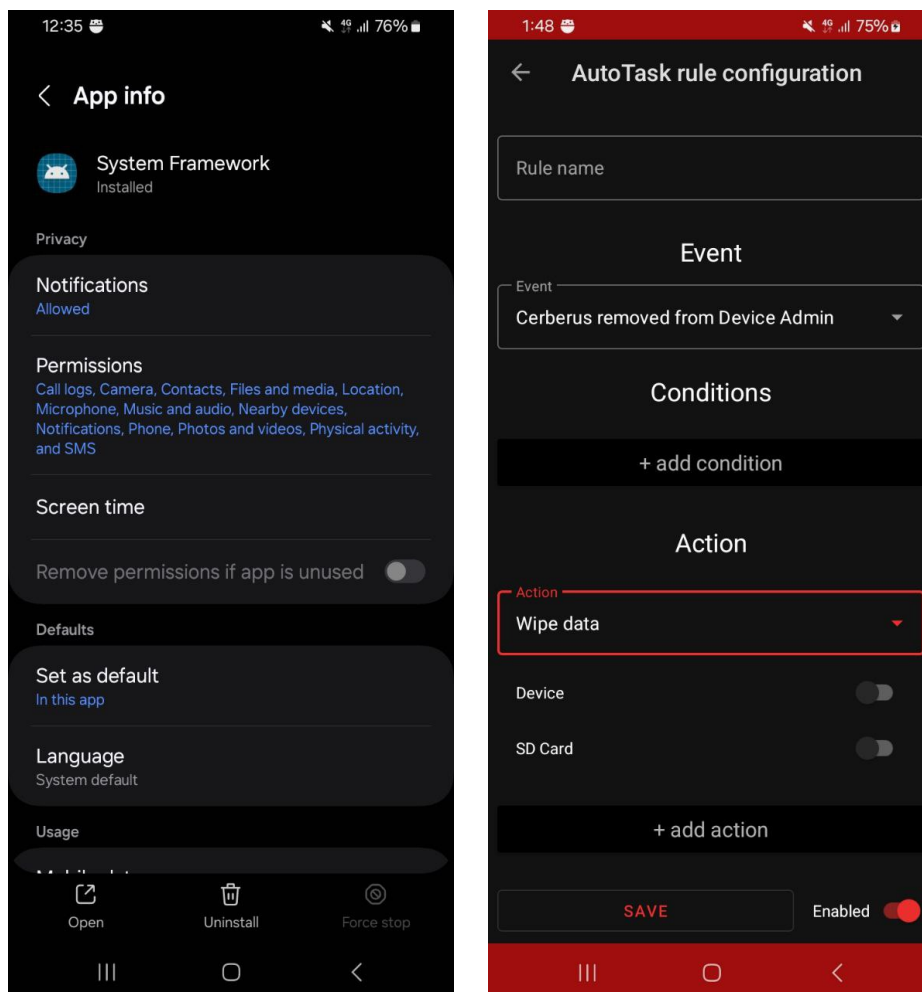 12:35
4G
76%
App info
System Framework
Installed
Privacy
Notifications
Allowed
Permissions
Call logs, Camera, Contacts, Files and media, Location,
Microphone, Music and audio, Nearby devices,
Notifications, Phone, Photos and videos, Physical activity,
and SMS
Screen time
Remove permissions if app is unused
Defaults
Set as default
In this app
Language
System default
Usage
Open
Uninstall
Force stop
1:48
4G
75%
AutoTask rule configuration
Rule name
Event
Event
Cerberus removed from Device Admin
Conditions
+ add condition
Action
Action
Wipe data
Device
SD Card
+ add action
SAVE
Enabled